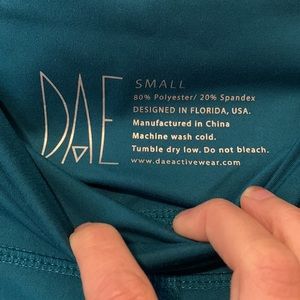 DAE
SMALL
80% Polyester/ 20% Spandex
DESIGNED IN FLORIDA, USA.
Manufactured in China
Machine wash cold.
Tumble dry low. Do not bleach.
www.daeactivewear.com